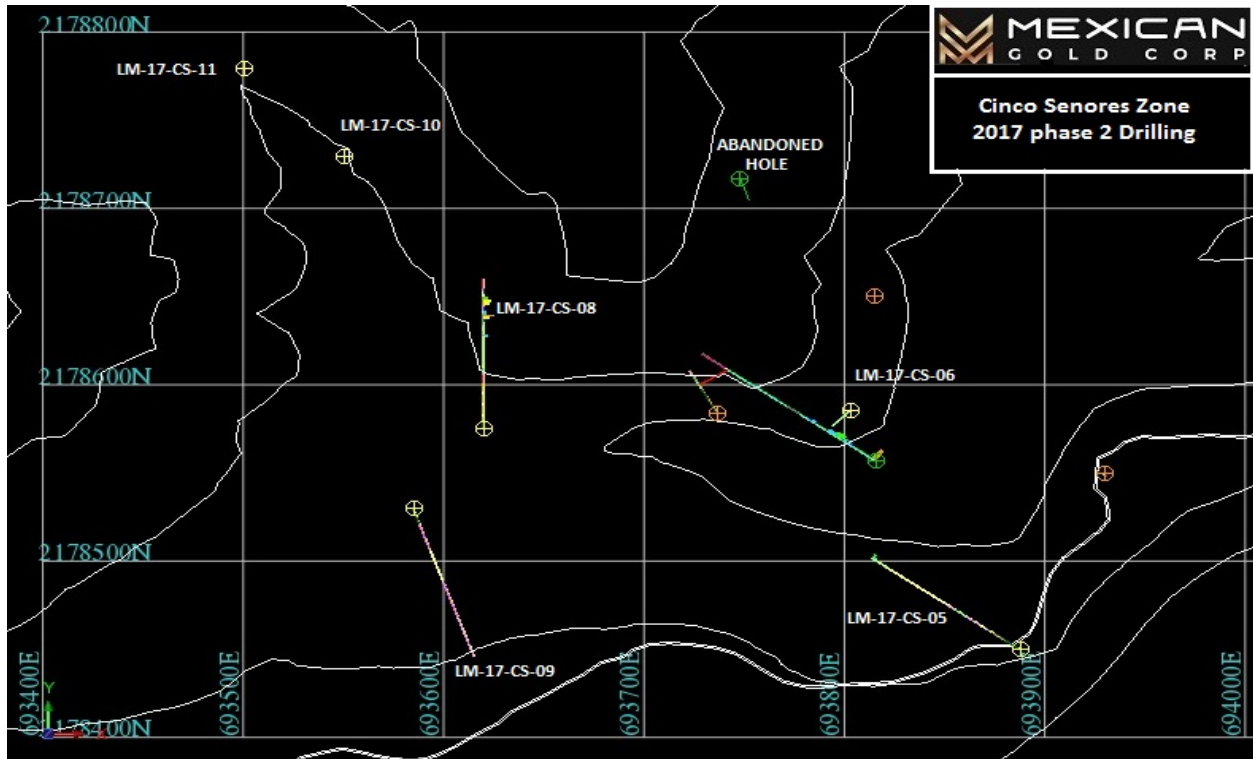 2178800N
MEXICAN
GOLD CORP
LM-17-CS-11
Cinco Senores Zone
2017 phase 2 Drilling
LM-17-CS-10
ABANDONED
HOLE
2178700N
LM-17-CS-08
2178600N
LM-17-CS-06
2178500N
LM-17-CS-05
LM-17-CS-09
693400E
693500E
693600E
693700E
693800E
693900E
694000E
Y
X
2178400N